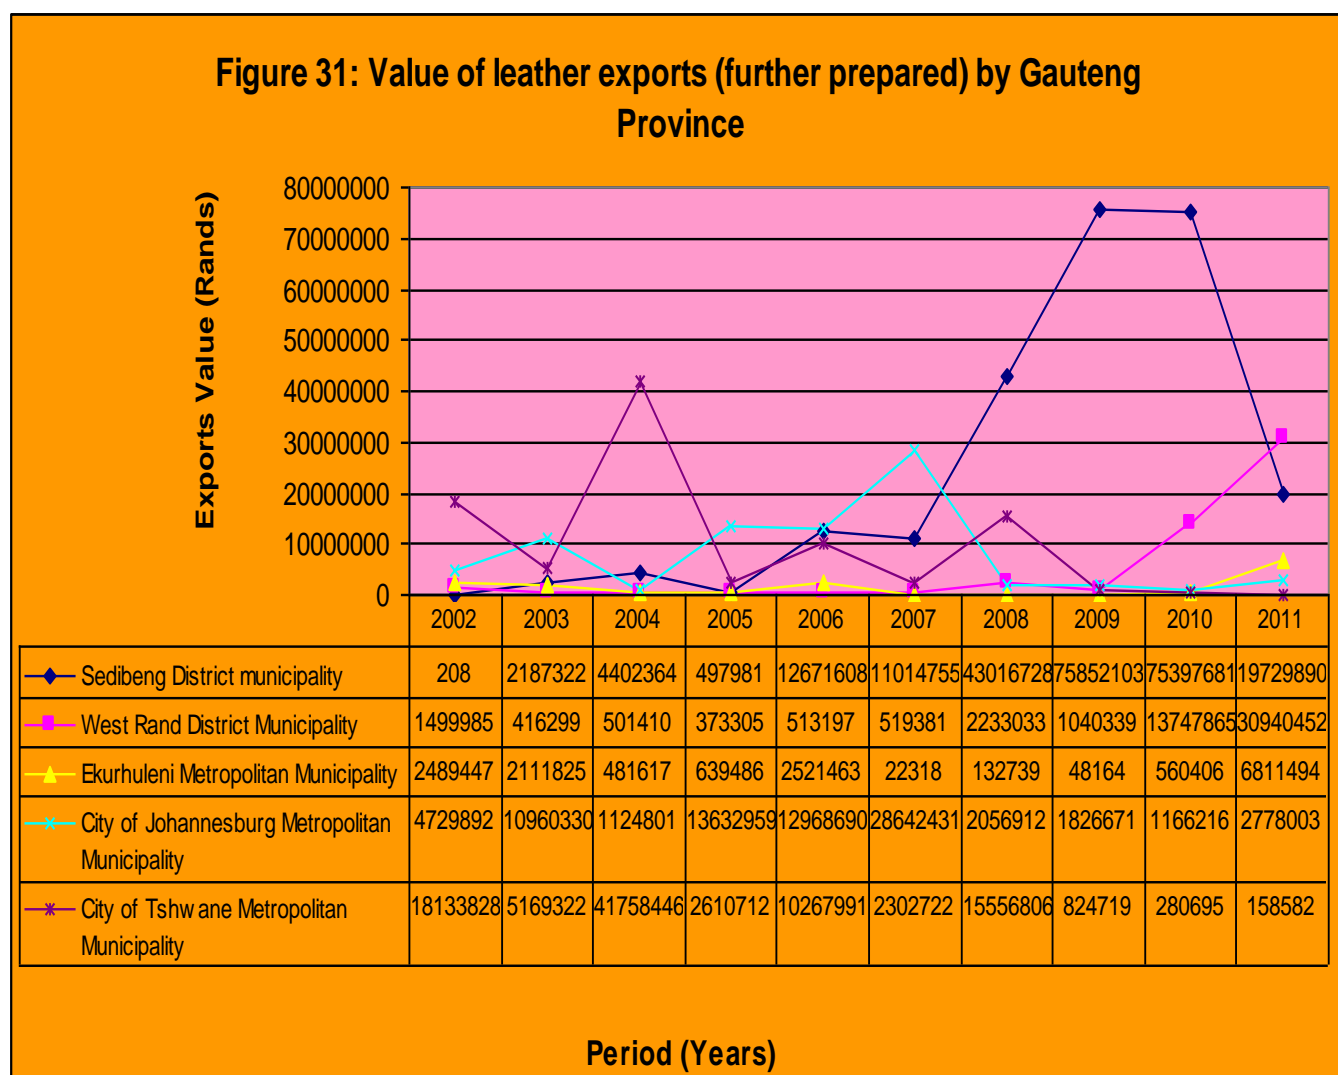 Figure 31: Value of leather exports (further prepared) by Gauteng
Province
Exports Value (Rands)
80000000
70000000
60000000
50000000
40000000
30000000
20000000
10000000
0
2002 2003 2004 2005 2006 2007 2008 2009 2010 2011
Sedibeng District municipality 208 2187322 4402364 497981 12671608 11014755 43016728 75852103 75397681 19729890
West Rand District Municipality 1499985 416299 501410 373305 513197 519381 2233033 1040339 13747865 30940452
Ekurhuleni Metropolitan Municipality 2489447 2111825 481617 639486 2521463 22318 132739 48164 560406 6811494
City of Johannesburg Metropolitan
Municipality 4729892 10960330 1124801 13632959 12968690 28642431 2056912 1826671 1166216 2778003
City of Tshwane Metropolitan
Municipality 18133828 5169322 41758446 2610712 10267991 2302722 15556806 824719 280695 158582
Period (Years)